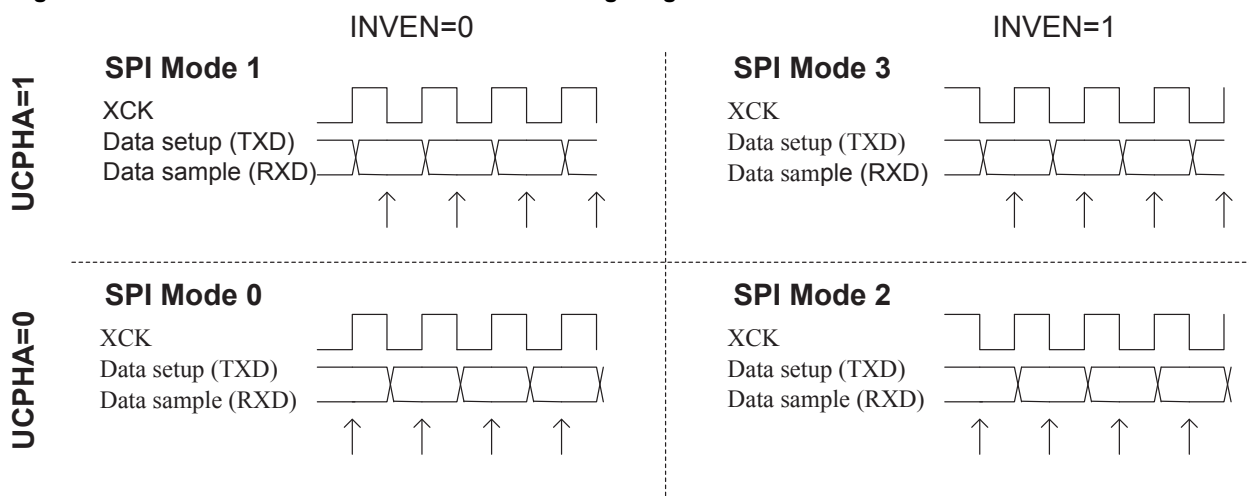 INVEN=0
INVEN=1
UCPHA=1
SPI Mode 1
XCK
Data setup (TXD)
Data sample (RXD)
SPI Mode 3
XCK
Data setup (TXD)
Data sample (RXD)
UCPHA=0
SPI Mode 0
XCK
Data setup (TXD)
Data sample (RXD)
SPI Mode 2
XCK
Data setup (TXD)
Data sample (RXD)